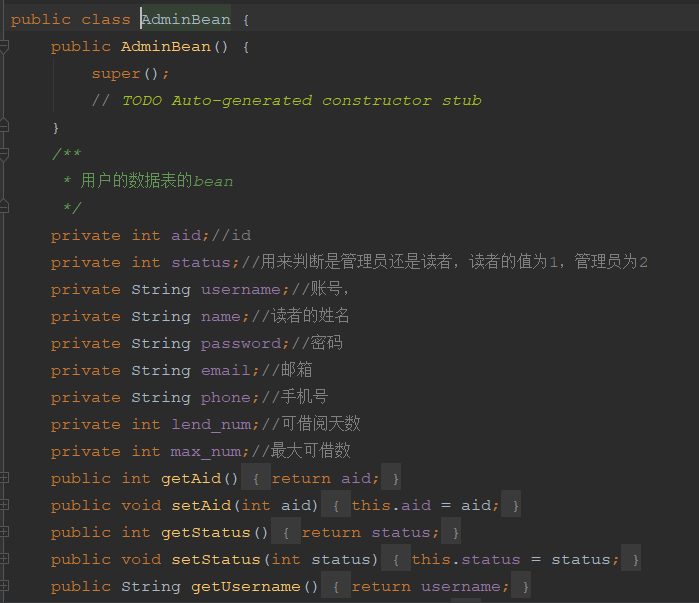 public class AdminBean {
public AdminBean() {
super();
// TODO Auto-generated constructor stub
}
/**
* 用户的数据表的bean
*/
private int aid;//id
private int status;//用来判断是管理员还是读者，读者的值为1，管理员为2
private String username;//账号，
private String name;//读者的姓名
private String password;//密码
private String email;//邮箱
private String phone;//手机号
private int lend_num;//可借阅天数
private int max_num;//最大可借数
public int getAid() { return aid; }
public void setAid(int aid) { this.aid = aid; }
public int getStatus() { return status; }
public void setStatus(int status) { this.status = status; }
public String getUsername() { return username; }